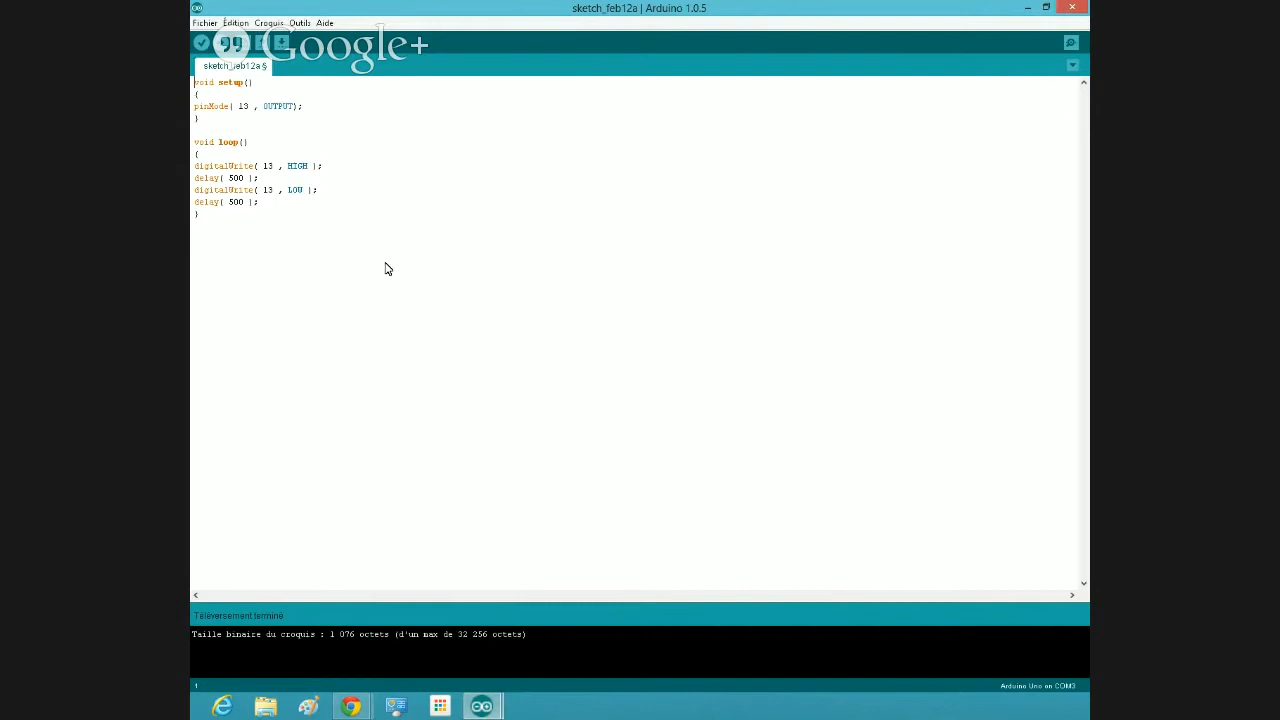 sketch_feb12a | Arduino 1.0.5
Fichier Édition Croquis Outils Aide
Google+
sketch_feb12a §
void setup()
{
pinMode( 13 , OUTPUT);
}
void loop()
{
digitalWrite( 13 , HIGH );
delay( 500 );
digitalWrite( 13 , LOW );
delay( 500 );
}
Téléversement terminé
Taille binaire du croquis : 1 076 octets (d'un max de 32 256 octets)
1
Arduino Uno on COM3